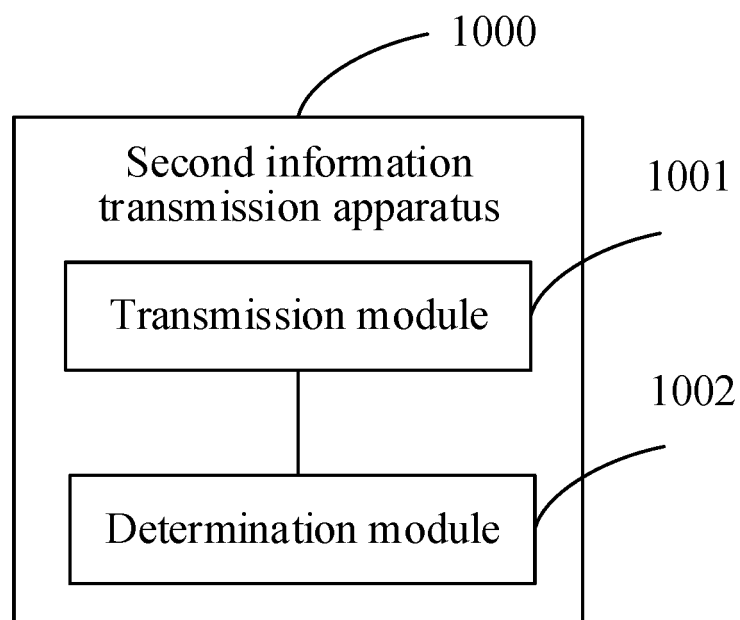 1000
Second information
transmission apparatus
1001
Transmission module
1002
Determination module